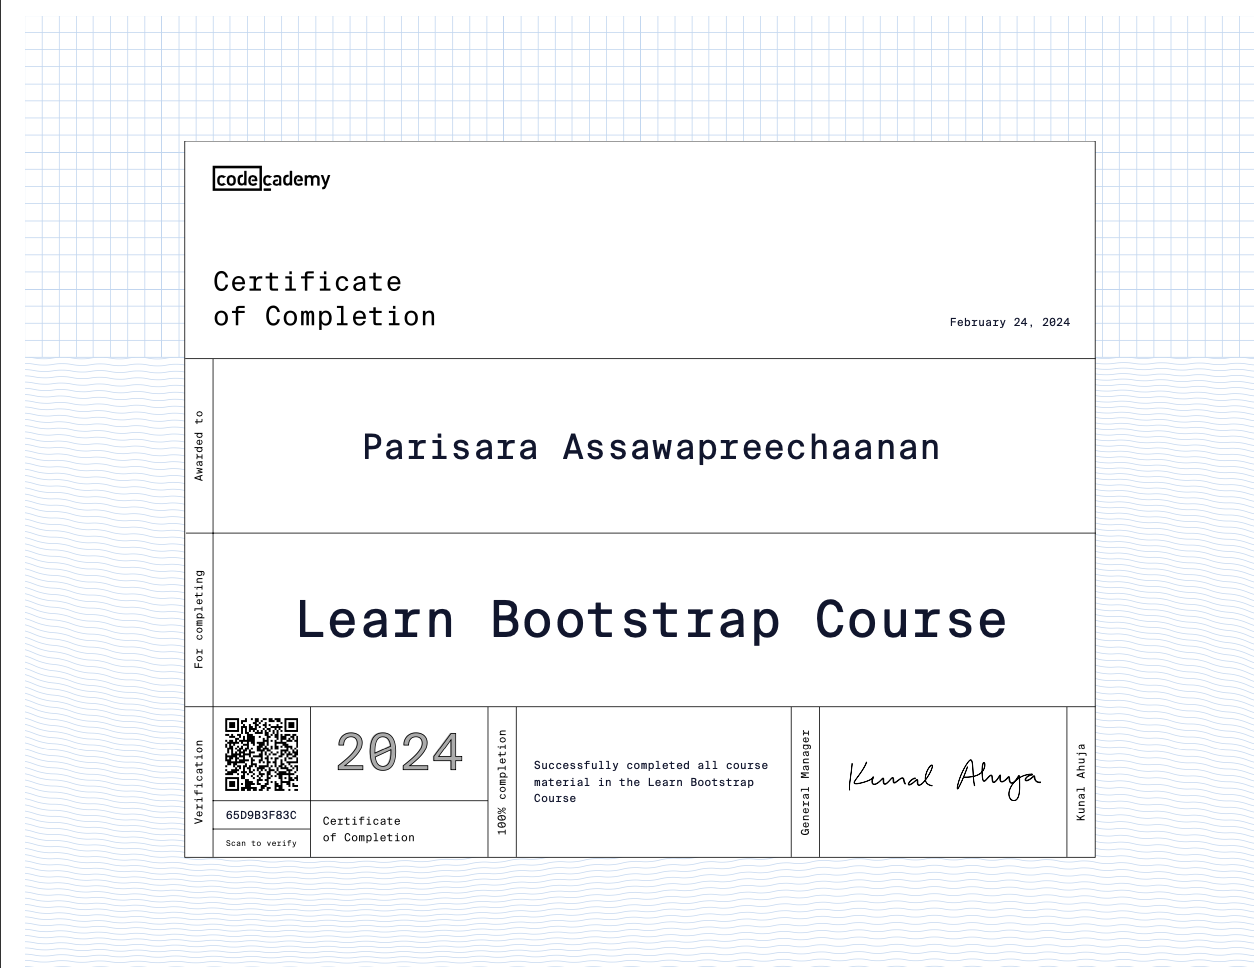 codecademy
Certificate
of Completion
February 24, 2024
Awarded to
Parisara Assawapreechaanan
For completing
Learn Bootstrap Course
Verification
65D9B3F83C
Scan to verify
2024
Certificate
of Completion
100% completion
Successfully completed all course
material in the Learn Bootstrap
Course
General Manager
Kunal Ahuja
Kunal Ahuja